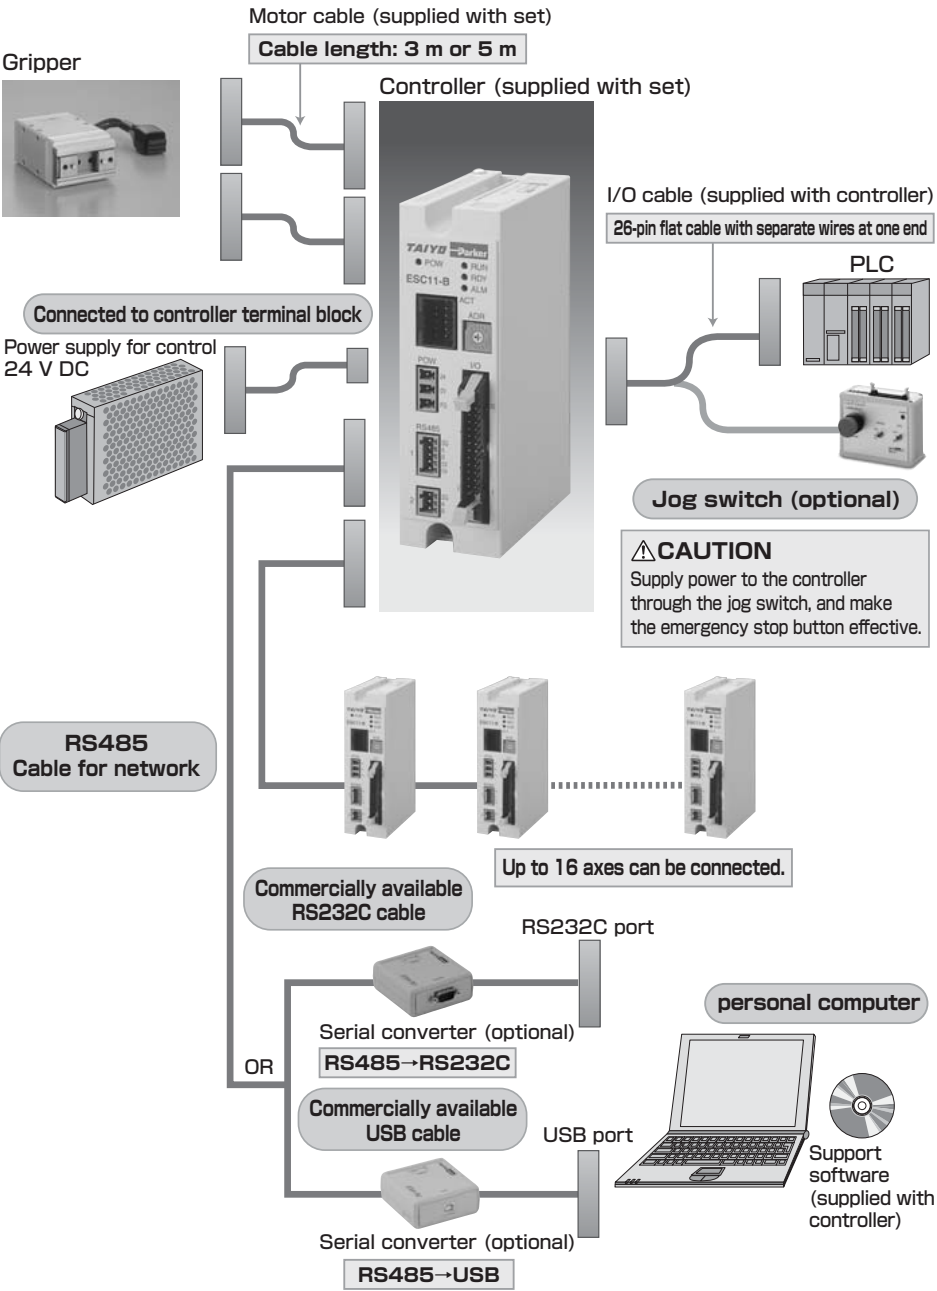 Motor cable (supplied with set)
Cable length: 3 m or 5 m
Gripper
Controller (supplied with set)
I/O cable (supplied with controller)
26-pin flat cable with separate wires at one end
PLC
TAIYO Parker
POW
RUN
RDY
ALM
ESC11-B
ACT
ADR
POW
I/O
RS485
1
2
Connected to controller terminal block
Power supply for control
24 V DC
Jog switch (optional)
⚠CAUTION
Supply power to the controller
through the jog switch, and make
the emergency stop button effective.
RS485
Cable for network
Up to 16 axes can be connected.
Commercially available
RS232C cable
RS232C port
Serial converter (optional)
RS485→RS232C
OR
personal computer
Commercially available
USB cable
USB port
Support
software
(supplied with
controller)
Serial converter (optional)
RS485→USB